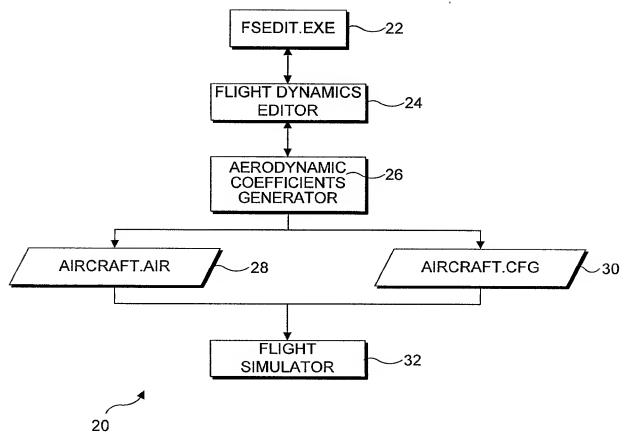 FSEDIT.EXE
22
FLIGHT DYNAMICS
EDITOR
24
AERODYNAMIC
COEFFICIENTS
GENERATOR
26
AIRCRAFT.AIR
28
AIRCRAFT.CFG
30
FLIGHT
SIMULATOR
32
20